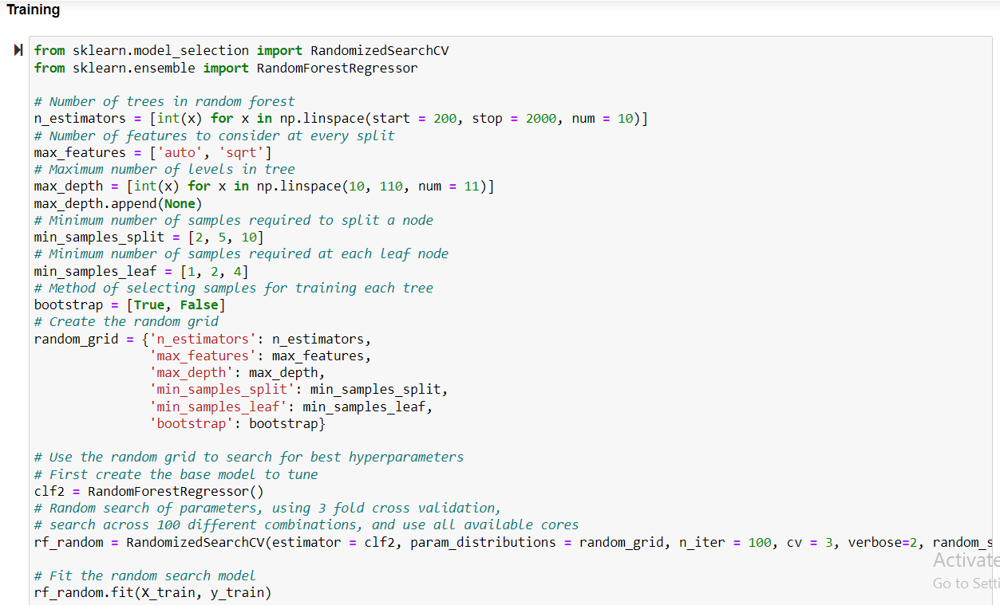 Training
from sklearn.model_selection import RandomizedSearchCV
from sklearn.ensemble import RandomForestRegressor
# Number of trees in random forest
n_estimators = [int(x) for x in np.linspace(start = 200, stop = 2000, num = 10)]
# Number of features to consider at every split
max_features = ['auto', 'sqrt']
# Maximum number of levels in tree
max_depth = [int(x) for x in np.linspace(10, 110, num = 11)]
max_depth.append(None)
# Minimum number of samples required to split a node
min_samples_split = [2, 5, 10]
# Minimum number of samples required at each leaf node
min_samples_leaf = [1, 2, 4]
# Method of selecting samples for training each tree
bootstrap = [True, False]
# Create the random grid
random_grid = {'n_estimators': n_estimators,
'max_features': max_features,
'max_depth': max_depth,
'min_samples_split': min_samples_split,
'min_samples_leaf': min_samples_leaf,
'bootstrap': bootstrap}
# Use the random grid to search for best hyperparameters
# First create the base model to tune
clf2 = RandomForestRegressor()
# Random search of parameters, using 3 fold cross validation,
# search across 100 different combinations, and use all available cores
rf_random = RandomizedSearchCV(estimator = clf2, param_distributions = random_grid, n_iter = 100, cv = 3, verbose=2, random_s
Activate
# Fit the random search model
Go to Setti
rf_random.fit(X_train, y_train)